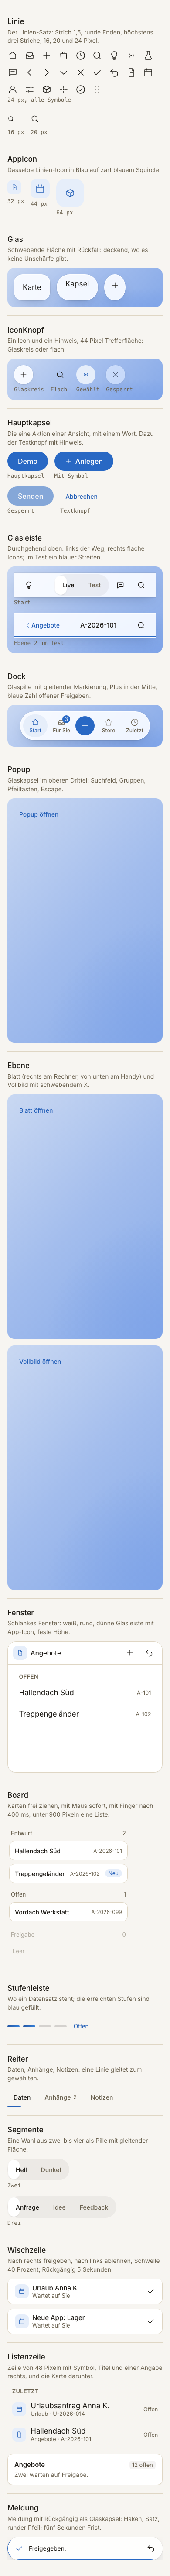 Linie
Der Linien-Satz: Strich 1,5, runde Enden, höchstens
drei Striche, 16, 20 und 24 Pixel.
24 px, alle Symbole
16 px
20 px
AppIcon
Dasselbe Linien-Icon in Blau auf zart blauem Squircle.
32 px
44 px
64 px
Glas
Schwebende Fläche mit Rückfall: deckend, wo es
keine Unschärfe gibt.
Karte
Kapsel
+
IconKnopf
Ein Icon und ein Hinweis, 44 Pixel Trefferfläche:
Glaskreis oder flach.
Glaskreis
Flach
Gewählt
Gesperrt
Hauptkapsel
Die eine Aktion einer Ansicht, mit einem Wort. Dazu
der Textknopf mit Hinweis.
Demo
+ Anlegen
Hauptkapsel
Mit Symbol
Senden
Abbrechen
Gesperrt
Textknopf
Glasleiste
Durchgehend oben: links der Weg, rechts flache
Icons; im Test ein blauer Streifen.
Live
Test
Start
Angebote
A-2026-101
Ebene 2 im Test
Dock
Glaspille mit gleitender Markierung, Plus in der Mitte,
blaue Zahl offener Freigaben.
3
Start
Für Sie
Store
Zuletzt
Popup
Glaskapsel im oberen Drittel: Suchfeld, Gruppen,
Pfeiltasten, Escape.
Popup öffnen
Ebene
Blatt (rechts am Rechner, von unten am Handy) und
Vollbild mit schwebendem X.
Blatt öffnen
Vollbild öffnen
Fenster
Schlankes Fenster: weiß, rund, dünne Glasleiste mit
App-Icon, feste Höhe.
Angebote
OFFEN
Hallendach Süd
A-101
Treppengeländer
A-102
Board
Karten frei ziehen, mit Maus sofort, mit Finger nach
400 ms; unter 900 Pixeln eine Liste.
Entwurf
2
Hallendach Süd
A-2026-101
Treppengeländer
A-2026-102
Neu
Offen
1
Vordach Werkstatt
A-2026-099
Freigabe
0
Leer
Stufenleiste
Wo ein Datensatz steht; die erreichten Stufen sind
blau gefüllt.
Offen
Reiter
Daten, Anhänge, Notizen: eine Linie gleitet zum
gewählten.
Daten
Anhänge 2
Notizen
Segmente
Eine Wahl aus zwei bis vier als Pille mit gleitender
Fläche.
Hell
Dunkel
Zwei
Anfrage
Idee
Feedback
Drei
Wischzeile
Nach rechts freigeben, nach links ablehnen, Schwelle
40 Prozent; Rückgängig 5 Sekunden.
Urlaub Anna K.
Wartet auf Sie
Neue App: Lager
Wartet auf Sie
Listenzeile
Zeile von 48 Pixeln mit Symbol, Titel und einer Angabe
rechts, und die Karte darunter.
ZULETZT
Urlaubsantrag Anna K.
Urlaub · U-2026-014
Offen
Hallendach Süd
Angebote · A-2026-101
Offen
Angebote
12 offen
Zwei warten auf Freigabe.
Meldung
Meldung mit Rückgängig als Glaskapsel: Haken, Satz,
runder Pfeil; fünf Sekunden Frist.
Freigegeben.